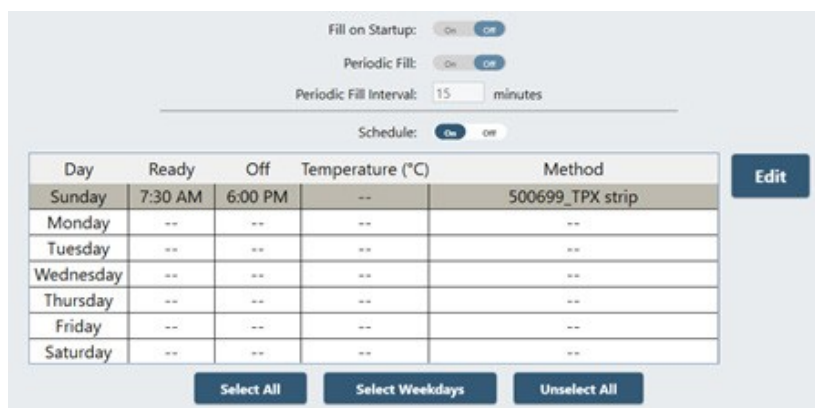 Fill on Startup: On Off
Periodic Fill: On Off
Periodic Fill Interval: 15 minutes
Schedule: On Off
Day Ready Off Temperature (°C) Method
Edit
Sunday 7:30 AM 6:00 PM -- 500699_TPX strip
Monday -- -- -- --
Tuesday -- -- -- --
Wednesday -- -- -- --
Thursday -- -- -- --
Friday -- -- -- --
Saturday -- -- -- --
Select All Select Weekdays Unselect All